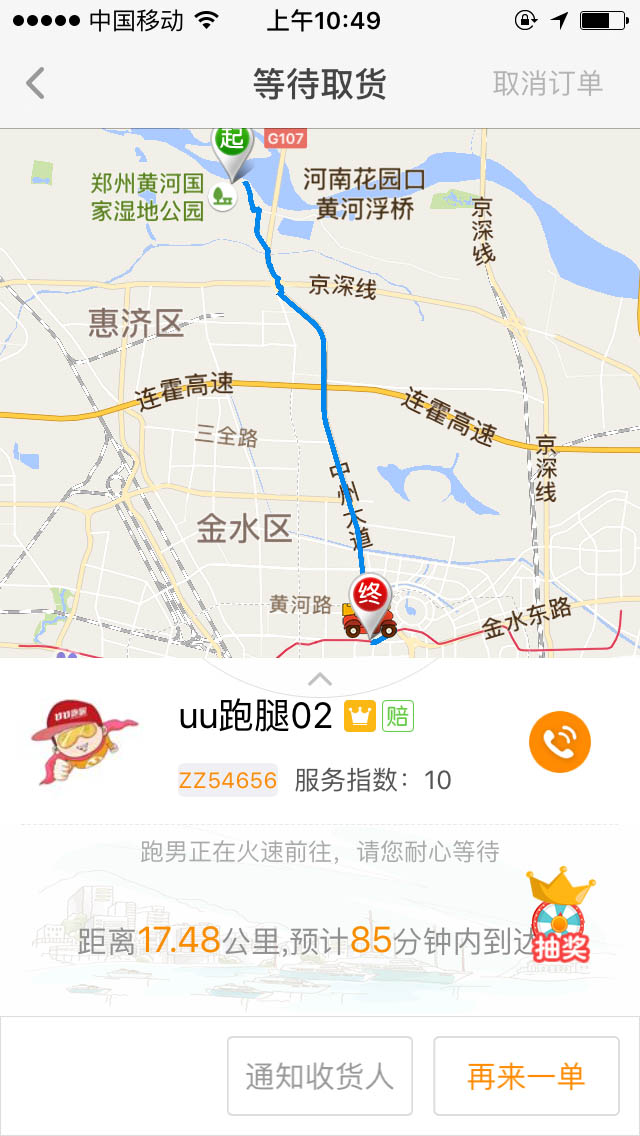 中国移动 上午10:49
等待取货 取消订单
起
G107
郑州黄河国
家湿地公园
河南花园口
黄河浮桥
京深线
京深线
惠济区
连霍高速
连霍高速
三全路
京深线
中州大道
金水区
黄河路
终
金水东路
uu跑腿02 赔
ZZ54656 服务指数：10
跑男正在火速前往，请您耐心等待
距离17.48公里,预计85分钟内到达
抽奖
通知收货人 再来一单